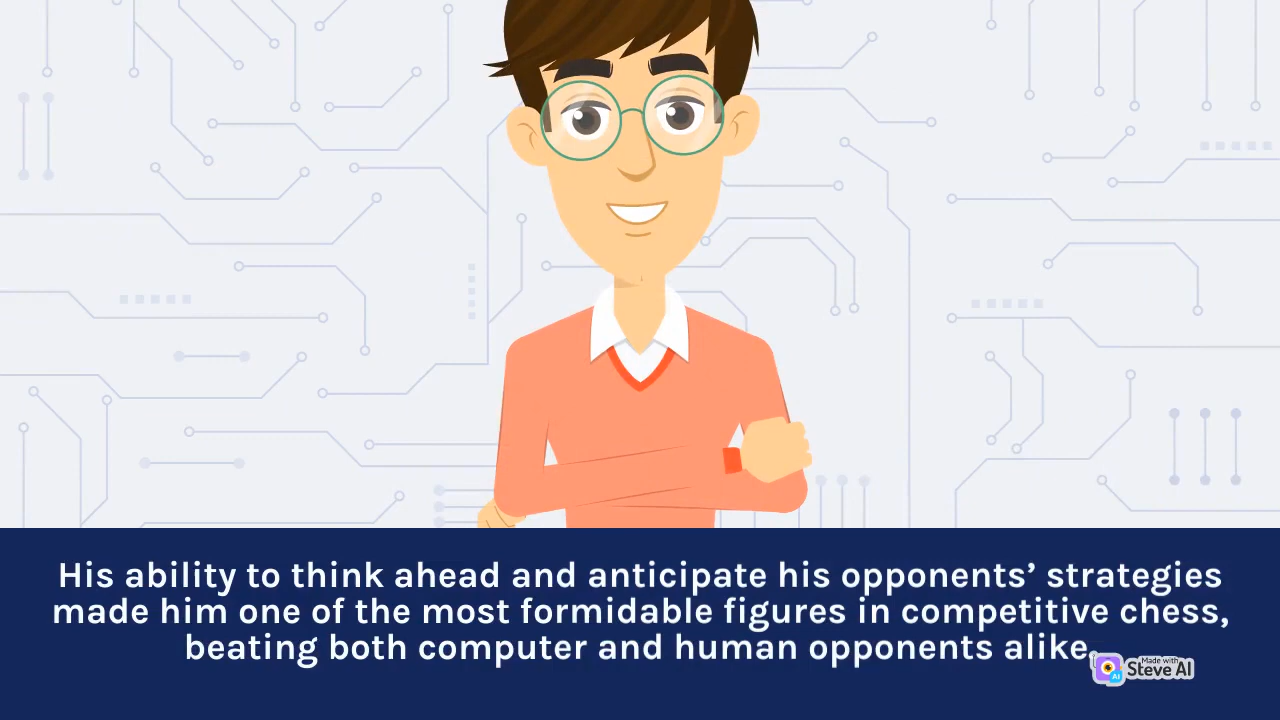 His ability to think ahead and anticipate his opponents’ strategies
made him one of the most formidable figures in competitive chess,
beating both computer and human opponents alike.
Made with
Steve AI
AI